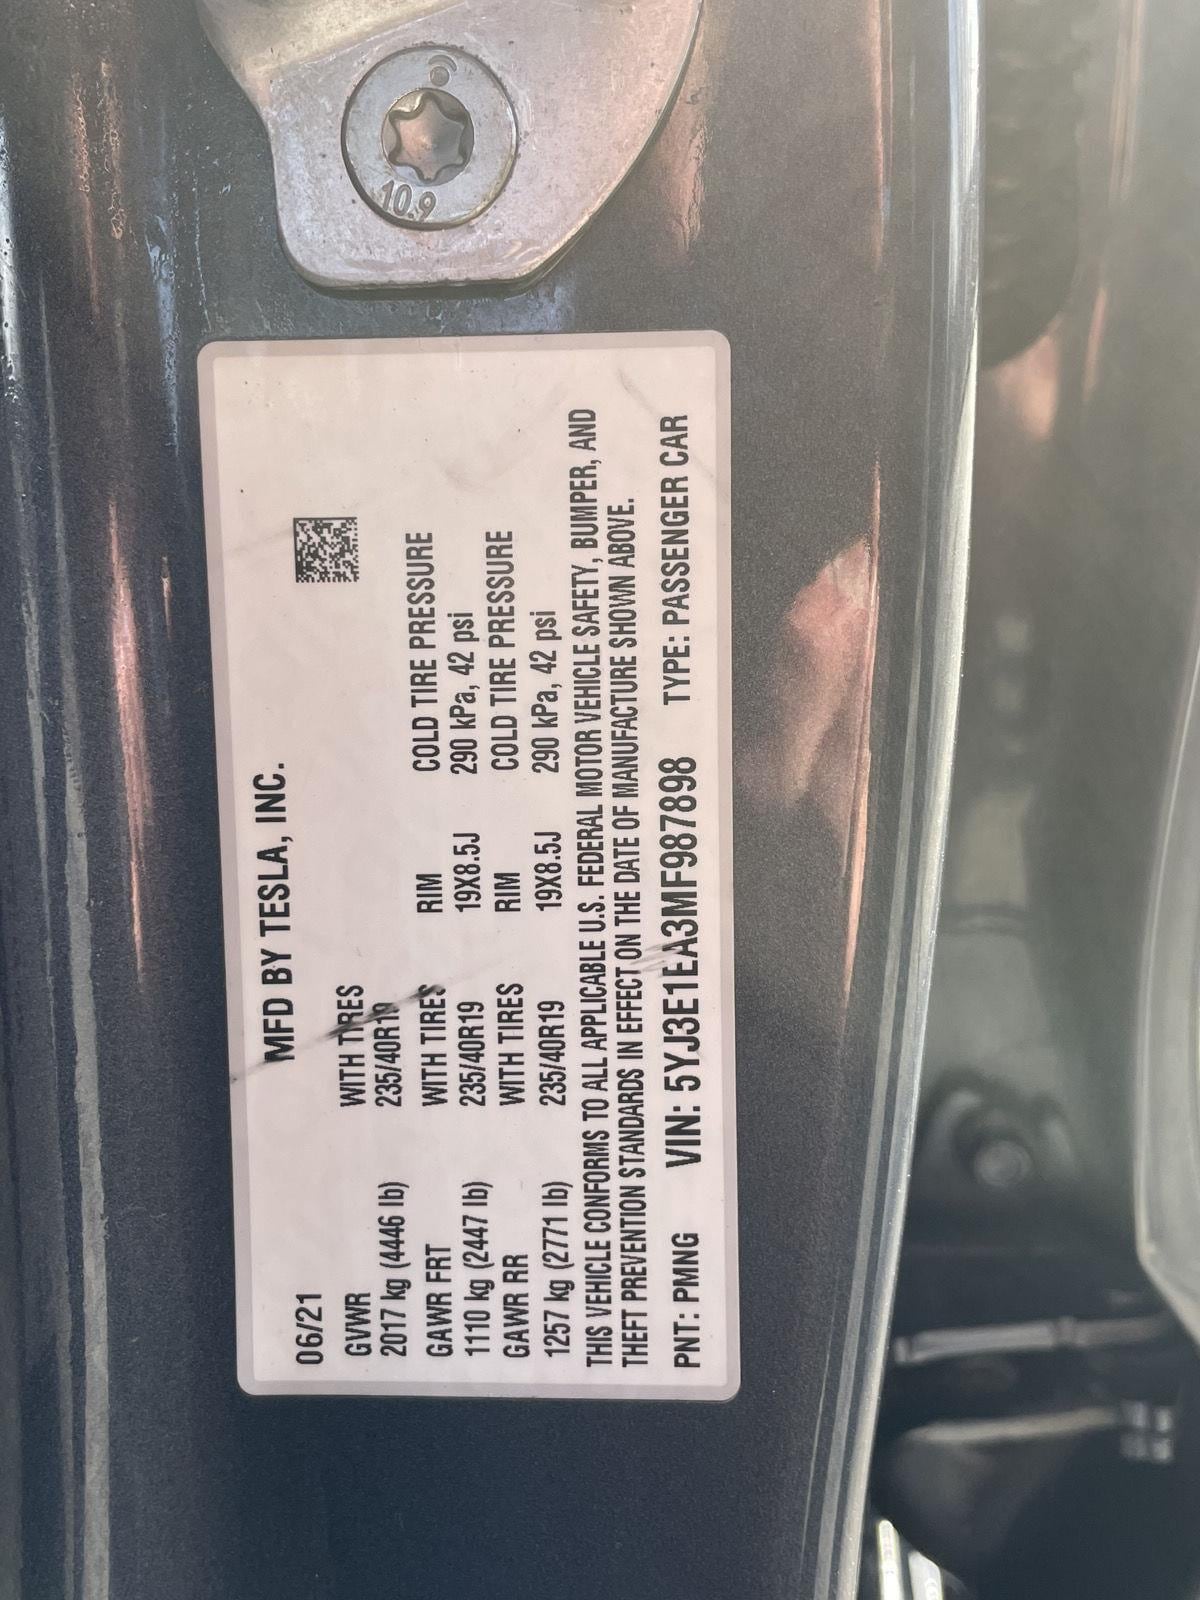 10.9
MFD BY TESLA, INC.
06/21
GVWR WITH TIRES
2017 kg (4446 lb) 235/40R19
GAWR FRT WITH TIRES RIM COLD TIRE PRESSURE
1110 kg (2447 lb) 235/40R19 19X8.5J 290 kPa, 42 psi
GAWR RR WITH TIRES RIM COLD TIRE PRESSURE
1257 kg (2771 lb) 235/40R19 19X8.5J 290 kPa, 42 psi
THIS VEHICLE CONFORMS TO ALL APPLICABLE U.S. FEDERAL MOTOR VEHICLE SAFETY, BUMPER, AND
THEFT PREVENTION STANDARDS IN EFFECT ON THE DATE OF MANUFACTURE SHOWN ABOVE.
PNT: PMNG VIN: 5YJ3E1EA3MF987898 TYPE: PASSENGER CAR